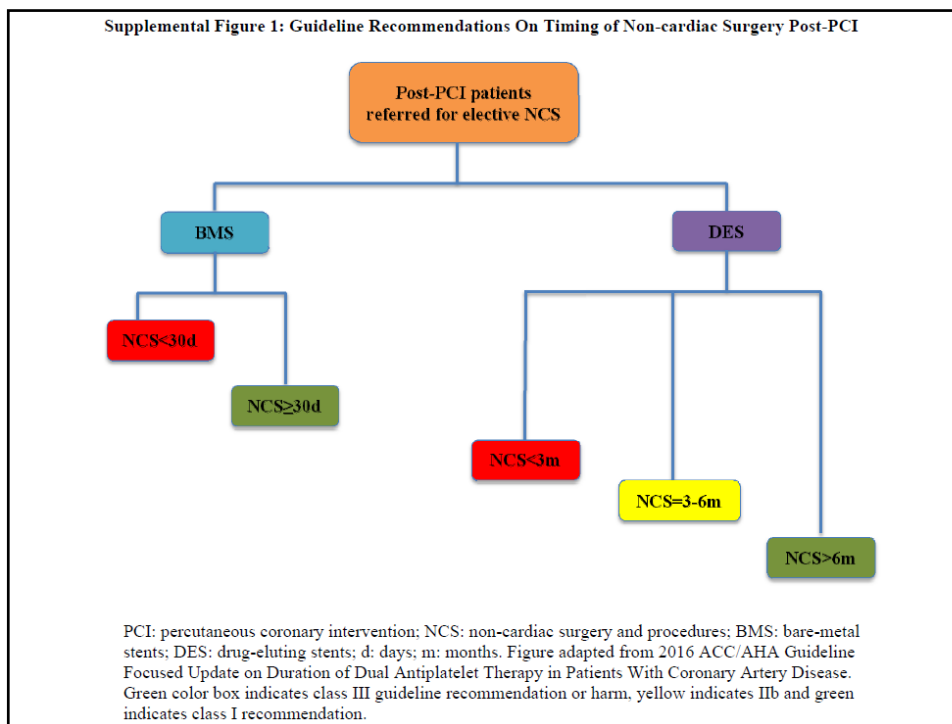 Supplemental Figure 1: Guideline Recommendations On Timing of Non-cardiac Surgery Post-PCI
Post-PCI patients
referred for elective NCS
BMS
DES
NCS<30d
NCS≥30d
NCS<3m
NCS=3-6m
NCS>6m
PCI: percutaneous coronary intervention; NCS: non-cardiac surgery and procedures; BMS: bare-metal
stents; DES: drug-eluting stents; d: days; m: months. Figure adapted from 2016 ACC/AHA Guideline
Focused Update on Duration of Dual Antiplatelet Therapy in Patients With Coronary Artery Disease.
Green color box indicates class III guideline recommendation or harm, yellow indicates IIb and green
indicates class I recommendation.